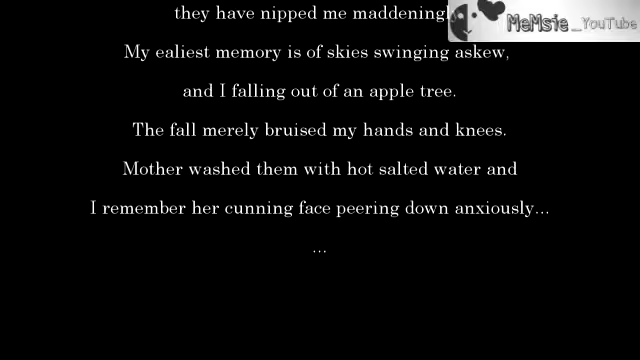 they have nipped me maddeningl
MeMsie_YouTube
My ealiest memory is of skies swinging askew,
and I falling out of an apple tree.
The fall merely bruised my hands and knees.
Mother washed them with hot salted water and
I remember her cunning face peering down anxiously...
...